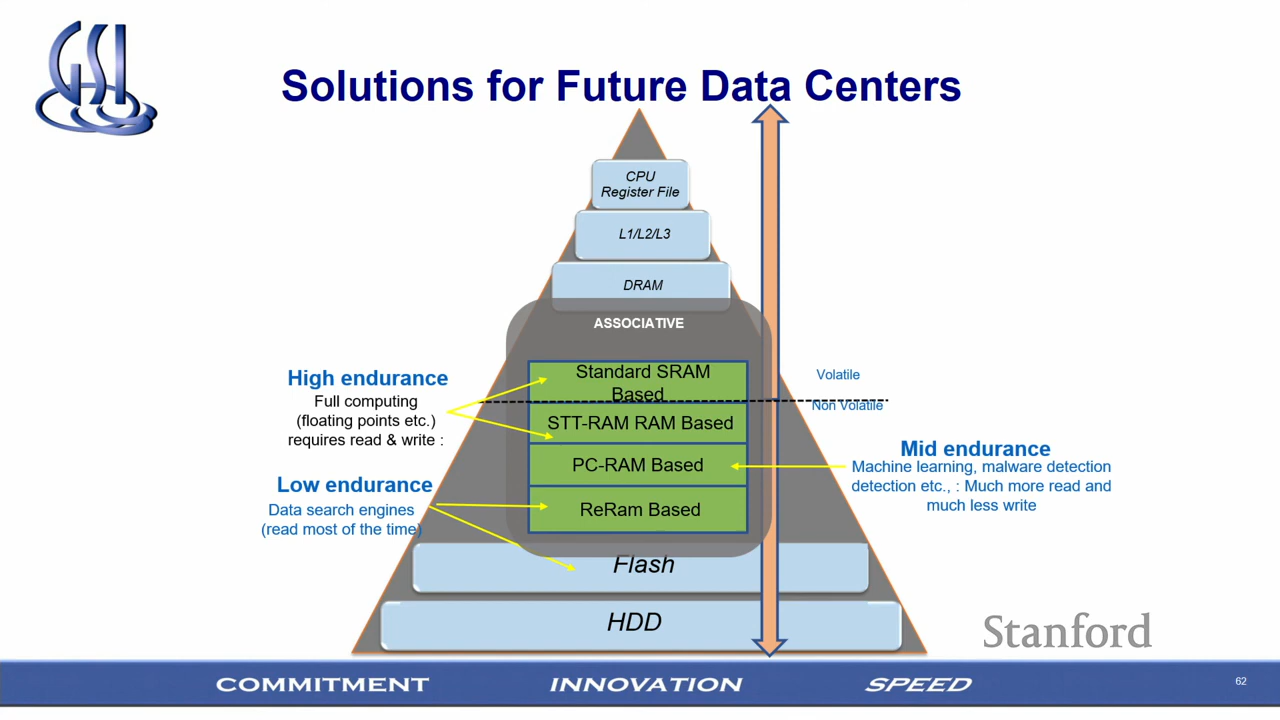 GSI
Solutions for Future Data Centers
CPU
Register File
L1/L2/L3
DRAM
ASSOCIATIVE
Standard SRAM
Based
STT-RAM RAM Based
PC-RAM Based
ReRam Based
Flash
HDD
High endurance
Full computing
(floating points etc.)
requires read & write :
Low endurance
Data search engines
(read most of the time)
Volatile
Non Volatile
Mid endurance
Machine learning, malware detection
detection etc., : Much more read and
much less write
Stanford
COMMITMENT INNOVATION SPEED
62